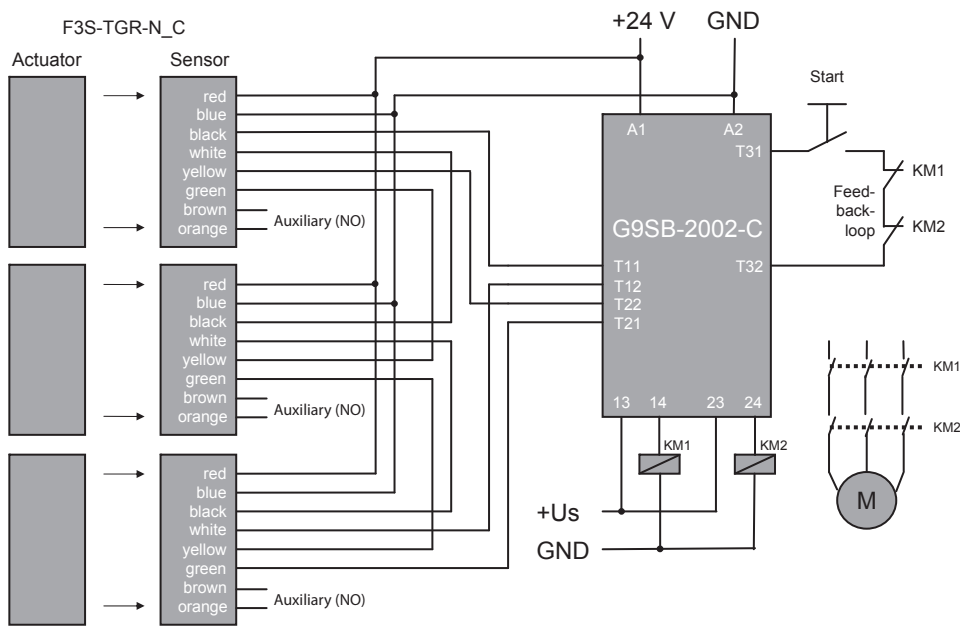 F3S-TGR-N_C
Actuator
Sensor
red
blue
black
white
yellow
green
brown
orange
Auxiliary (NO)
red
blue
black
white
yellow
green
brown
orange
Auxiliary (NO)
red
blue
black
white
yellow
green
brown
orange
Auxiliary (NO)
+24 V
GND
A1
A2
T31
G9SB-2002-C
T11
T12
T22
T21
T32
13
14
23
24
KM1
KM2
+Us
GND
Start
KM1
Feed-
back-
loop
KM2
KM1
KM2
M